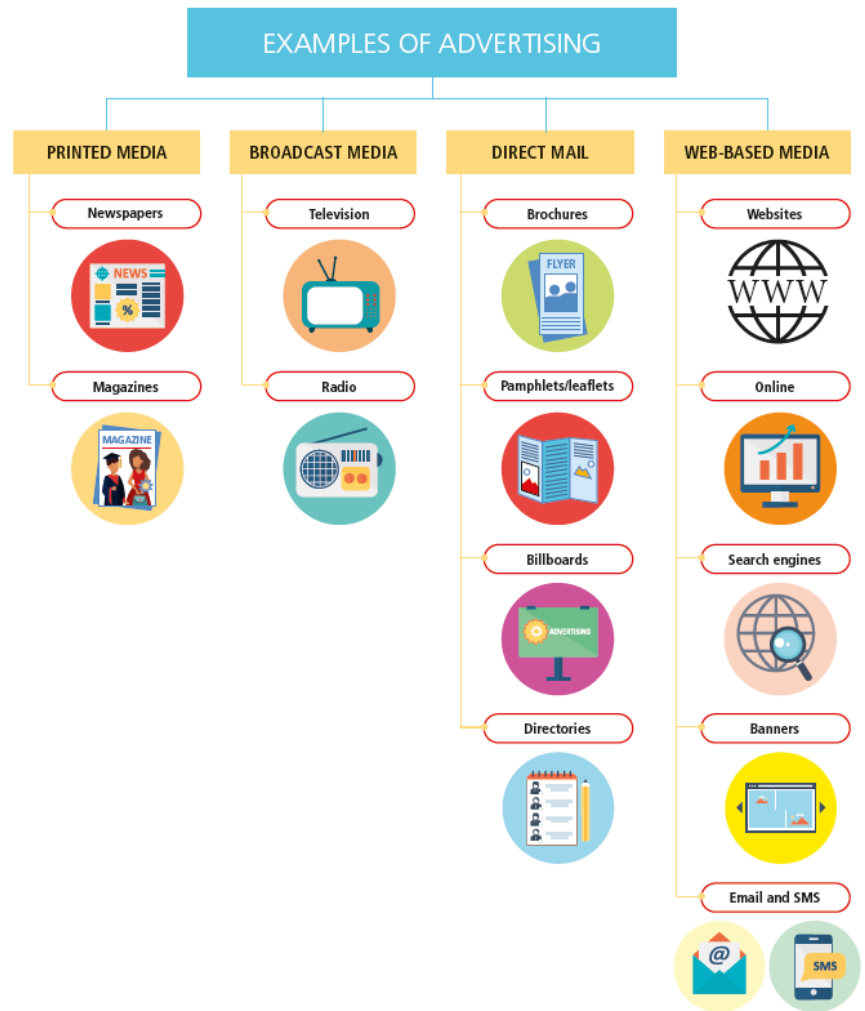 EXAMPLES OF ADVERTISING
PRINTED MEDIA
Newspapers
NEWS
%
Magazines
MAGAZINE
BROADCAST MEDIA
Television
Radio
DIRECT MAIL
Brochures
FLYER
Pamphlets/leaflets
Billboards
ADVERTISING
Directories
WEB-BASED MEDIA
Websites
WWW
Online
Search engines
Banners
Email and SMS
@
SMS